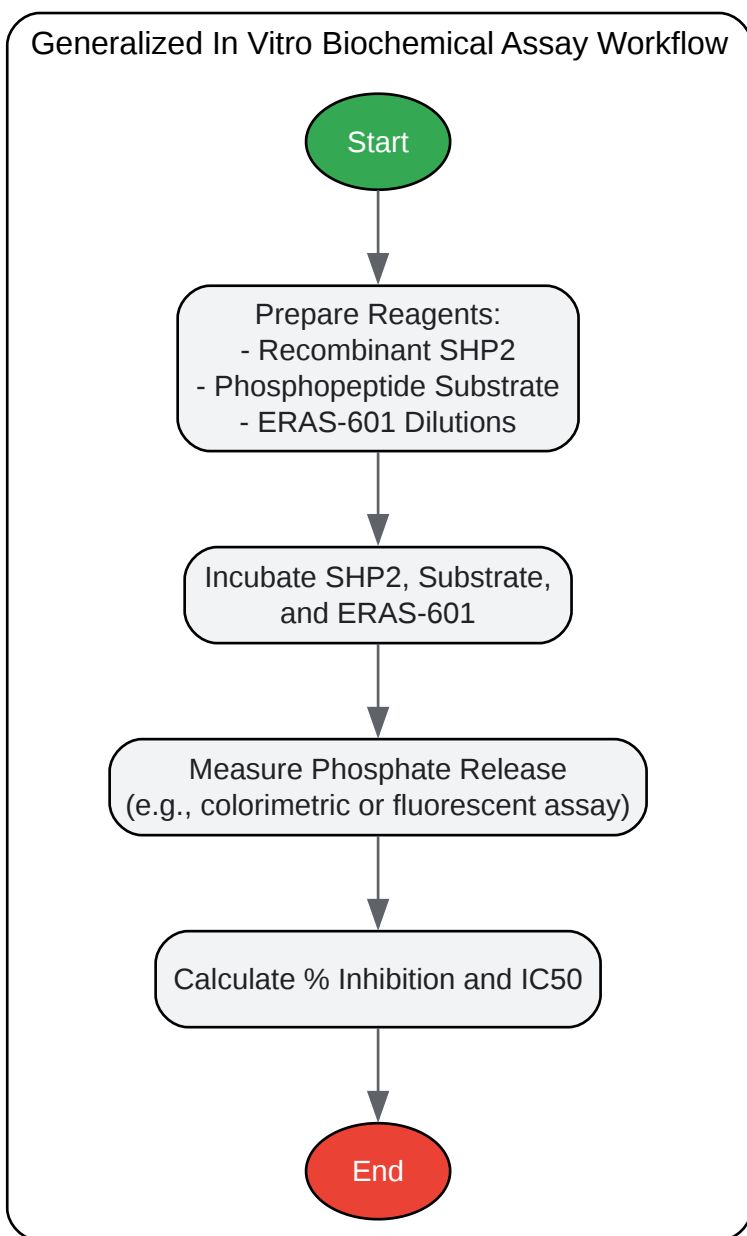 Generalized In Vitro Biochemical Assay Workflow
Start
Prepare Reagents:
- Recombinant SHP2
- Phosphopeptide Substrate
- ERAS-601 Dilutions
Incubate SHP2, Substrate,
and ERAS-601
Measure Phosphate Release
(e.g., colorimetric or fluorescent assay)
Calculate % Inhibition and IC50
End